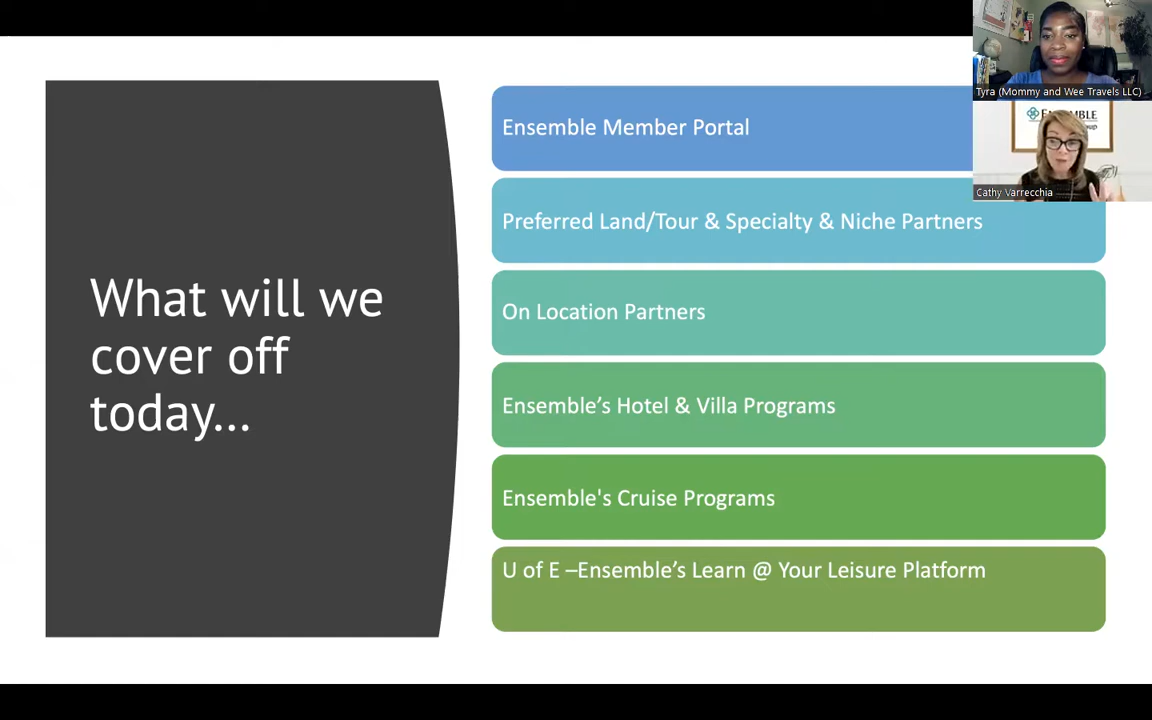 What will we
cover off
today...
Ensemble Member Portal
Preferred Land/Tour & Specialty & Niche Partners
On Location Partners
Ensemble’s Hotel & Villa Programs
Ensemble's Cruise Programs
U of E –Ensemble’s Learn @ Your Leisure Platform
Tyra (Mommy and Wee Travels LLC)
Cathy Varrecchia